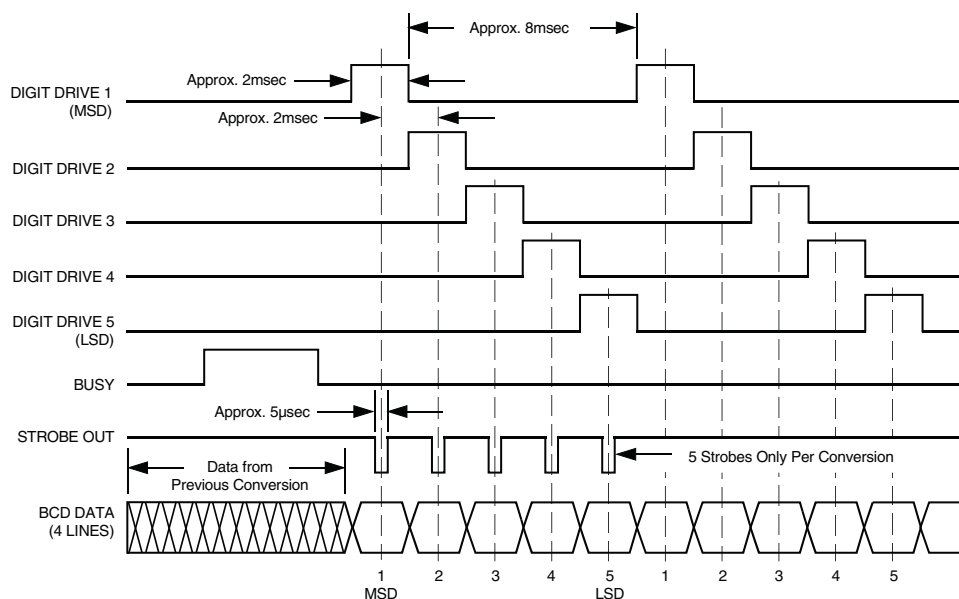 Approx. 8msec
Approx. 2msec
DIGIT DRIVE 1
(MSD)
Approx. 2msec
DIGIT DRIVE 2
DIGIT DRIVE 3
DIGIT DRIVE 4
DIGIT DRIVE 5
(LSD)
BUSY
Approx. 5µsec
STROBE OUT
5 Strobes Only Per Conversion
Data from
Previous Conversion
BCD DATA
(4 LINES)
1 2 3 4 5 1 2 3 4 5
MSD LSD